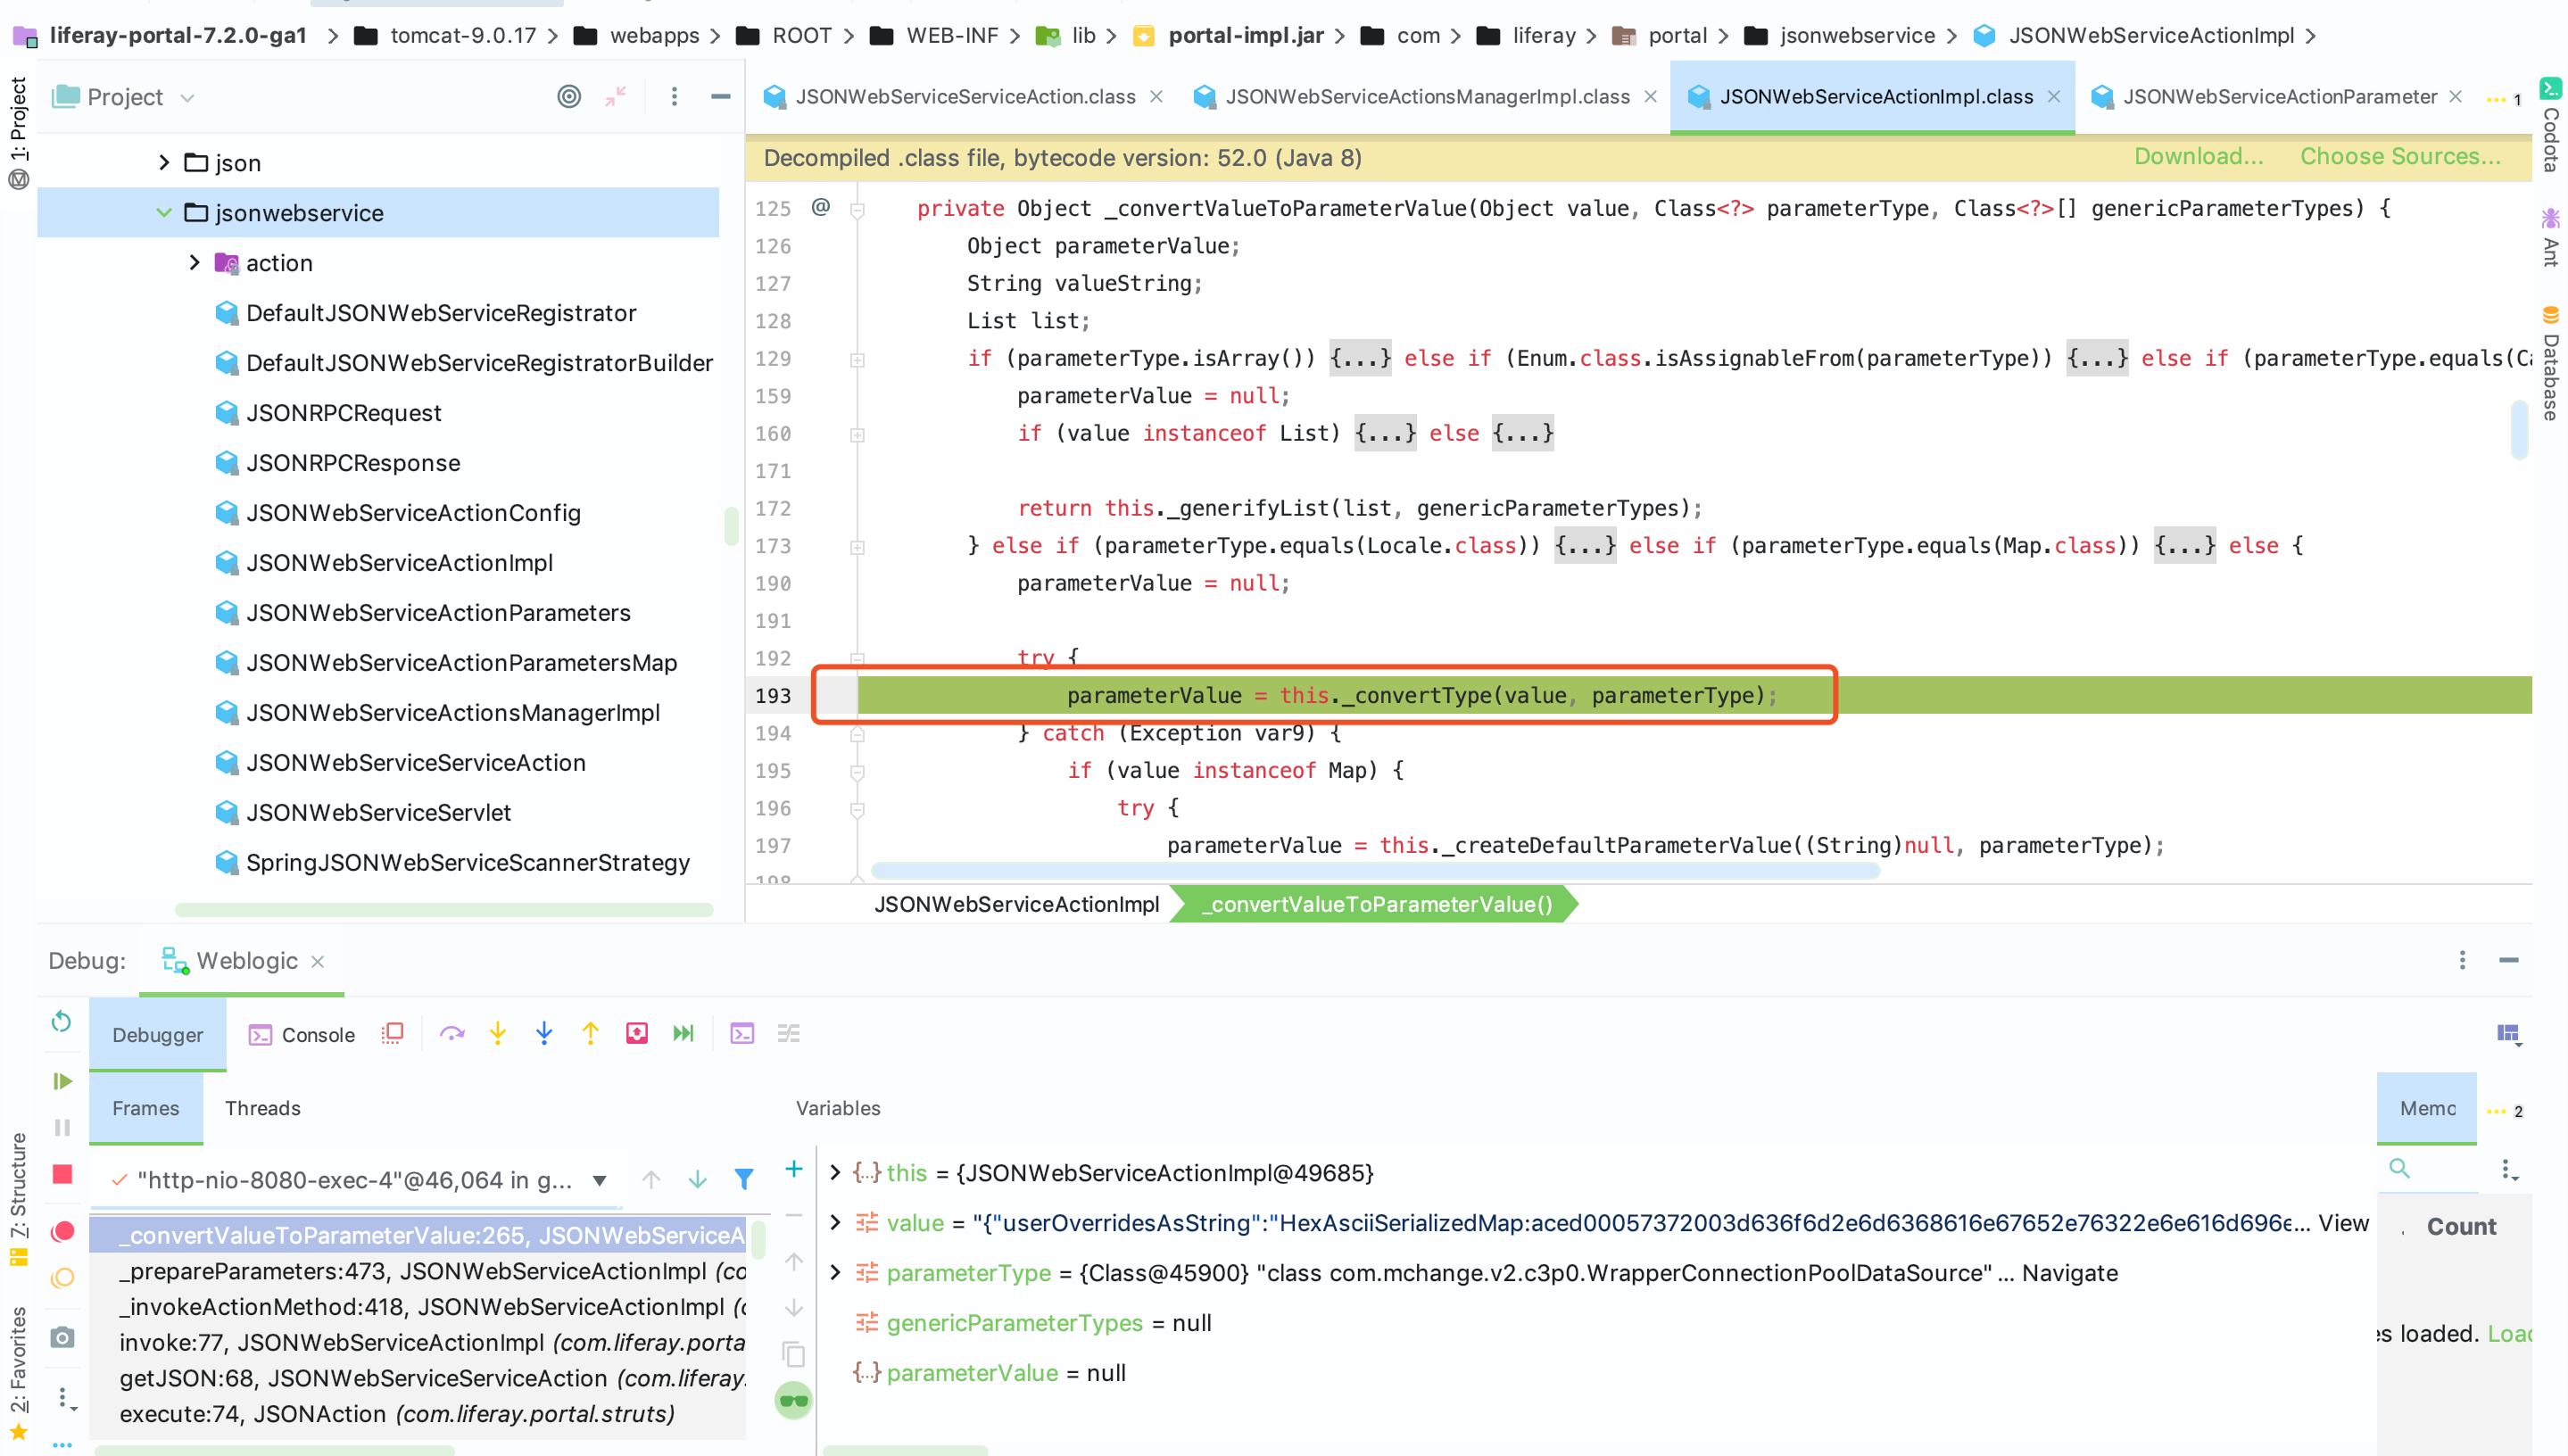 liferay-portal-7.2.0-ga1 > tomcat-9.0.17 > webapps > ROOT > WEB-INF > lib > portal-impl.jar > com > liferay > portal > jsonwebservice > JSONWebServiceActionImpl >
1: Project
Project
JSONWebServiceServiceAction.class
JSONWebServiceActionsManagerImpl.class
JSONWebServiceActionImpl.class
JSONWebServiceActionParameter
1
Codota
Ant
Database
Decompiled .class file, bytecode version: 52.0 (Java 8)
Download...
Choose Sources...
json
jsonwebservice
action
DefaultJSONWebServiceRegistrator
DefaultJSONWebServiceRegistratorBuilder
JSONRPCRequest
JSONRPCResponse
JSONWebServiceActionConfig
JSONWebServiceActionImpl
JSONWebServiceActionParameters
JSONWebServiceActionParametersMap
JSONWebServiceActionsManagerImpl
JSONWebServiceServiceAction
JSONWebServiceServlet
SpringJSONWebServiceScannerStrategy
125 @ private Object _convertValueToParameterValue(Object value, Class<?> parameterType, Class<?>[] genericParameterTypes) {
126 Object parameterValue;
127 String valueString;
128 List list;
129 if (parameterType.isArray()) {...} else if (Enum.class.isAssignableFrom(parameterType)) {...} else if (parameterType.equals(Ca
159 parameterValue = null;
160 if (value instanceof List) {...} else {...}
171
172 return this._generifyList(list, genericParameterTypes);
173 } else if (parameterType.equals(Locale.class)) {...} else if (parameterType.equals(Map.class)) {...} else {
190 parameterValue = null;
191
192 try {
193 parameterValue = this._convertType(value, parameterType);
194 } catch (Exception var9) {
195 if (value instanceof Map) {
196 try {
197 parameterValue = this._createDefaultParameterValue((String)null, parameterType);
198
JSONWebServiceActionImpl
_convertValueToParameterValue()
Debug:
Weblogic
Debugger
Console
Frames
Threads
Variables
Memo
2
7: Structure
2: Favorites
"http-nio-8080-exec-4"@46,064 in g...
_convertValueToParameterValue:265, JSONWebServiceA
_prepareParameters:473, JSONWebServiceActionImpl (co
_invokeActionMethod:418, JSONWebServiceActionImpl (c
invoke:77, JSONWebServiceActionImpl (com.liferay.porta
getJSON:68, JSONWebServiceServiceAction (com.liferay.
execute:74, JSONAction (com.liferay.portal.struts)
{...} this = {JSONWebServiceActionImpl@49685}
value = "{"userOverridesAsString":"HexAsciiSerializedMap:aced00057372003d636f6d2e6d6368616e67652e76322e6e616d696e... View
parameterType = {Class@45900} "class com.mchange.v2.c3p0.WrapperConnectionPoolDataSource" ... Navigate
genericParameterTypes = null
{...} parameterValue = null
Count
es loaded. Load